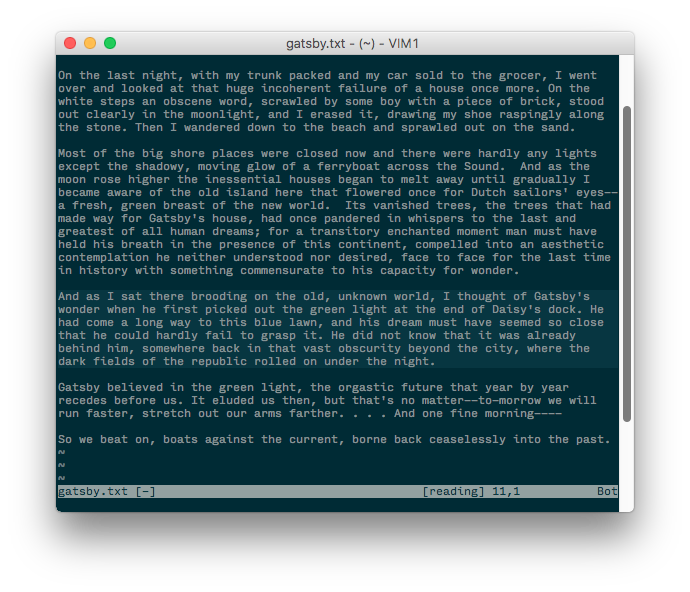 gatsby.txt - (~) - VIM1
On the last night, with my trunk packed and my car sold to the grocer, I went
over and looked at that huge incoherent failure of a house once more. On the
white steps an obscene word, scrawled by some boy with a piece of brick, stood
out clearly in the moonlight, and I erased it, drawing my shoe raspingly along
the stone. Then I wandered down to the beach and sprawled out on the sand.
Most of the big shore places were closed now and there were hardly any lights
except the shadowy, moving glow of a ferryboat across the Sound.  And as the
moon rose higher the inessential houses began to melt away until gradually I
became aware of the old island here that flowered once for Dutch sailors' eyes--
a fresh, green breast of the new world.  Its vanished trees, the trees that had
made way for Gatsby's house, had once pandered in whispers to the last and
greatest of all human dreams; for a transitory enchanted moment man must have
held his breath in the presence of this continent, compelled into an aesthetic
contemplation he neither understood nor desired, face to face for the last time
in history with something commensurate to his capacity for wonder.
And as I sat there brooding on the old, unknown world, I thought of Gatsby's
wonder when he first picked out the green light at the end of Daisy's dock. He
had come a long way to this blue lawn, and his dream must have seemed so close
that he could hardly fail to grasp it. He did not know that it was already
behind him, somewhere back in that vast obscurity beyond the city, where the
dark fields of the republic rolled on under the night.
Gatsby believed in the green light, the orgastic future that year by year
recedes before us. It eluded us then, but that's no matter--to-morrow we will
run faster, stretch out our arms farther. . . . And one fine morning----
So we beat on, boats against the current, borne back ceaselessly into the past.
~
~
~
gatsby.txt [-] [reading] 11,1 Bot